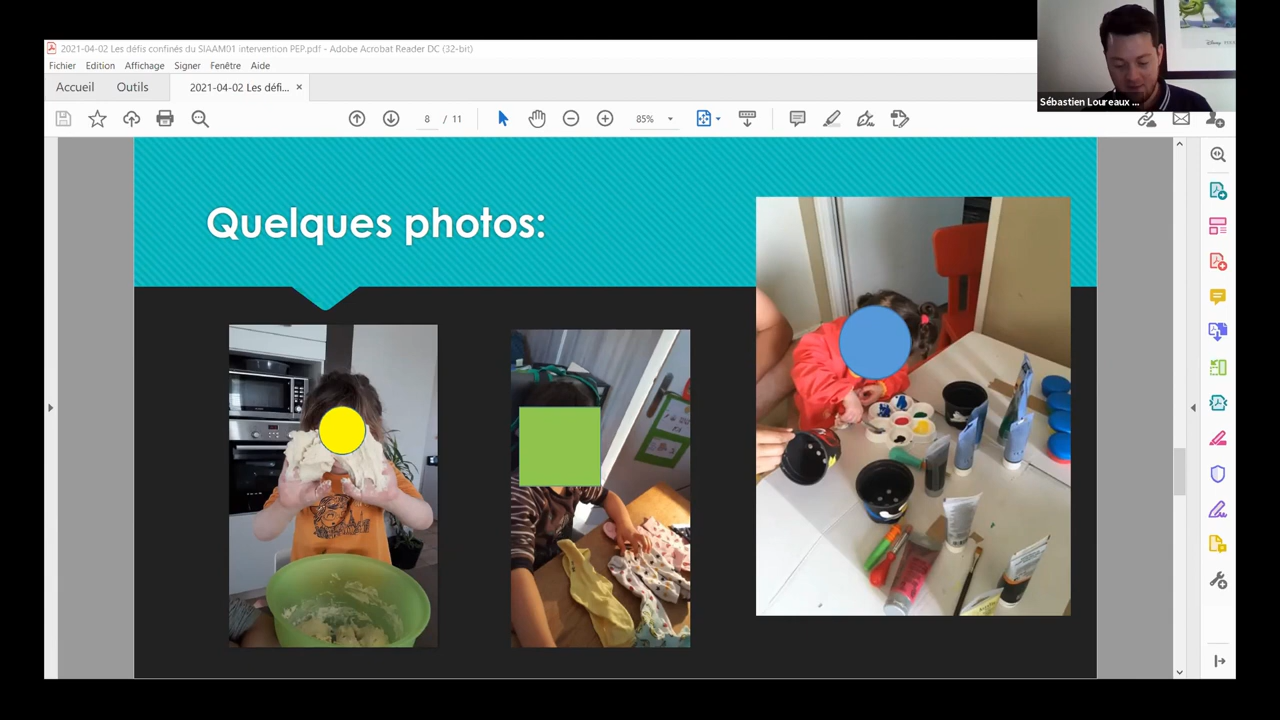 2021-04-02 Les défis confinés du SIAAM01 intervention PEP.pdf - Adobe Acrobat Reader DC (32-bit)
Fichier Edition Affichage Signer Fenêtre Aide
Accueil Outils 2021-04-02 Les défi... ×
8 / 11 85%
Sébastien Loureaux ...
Quelques photos: